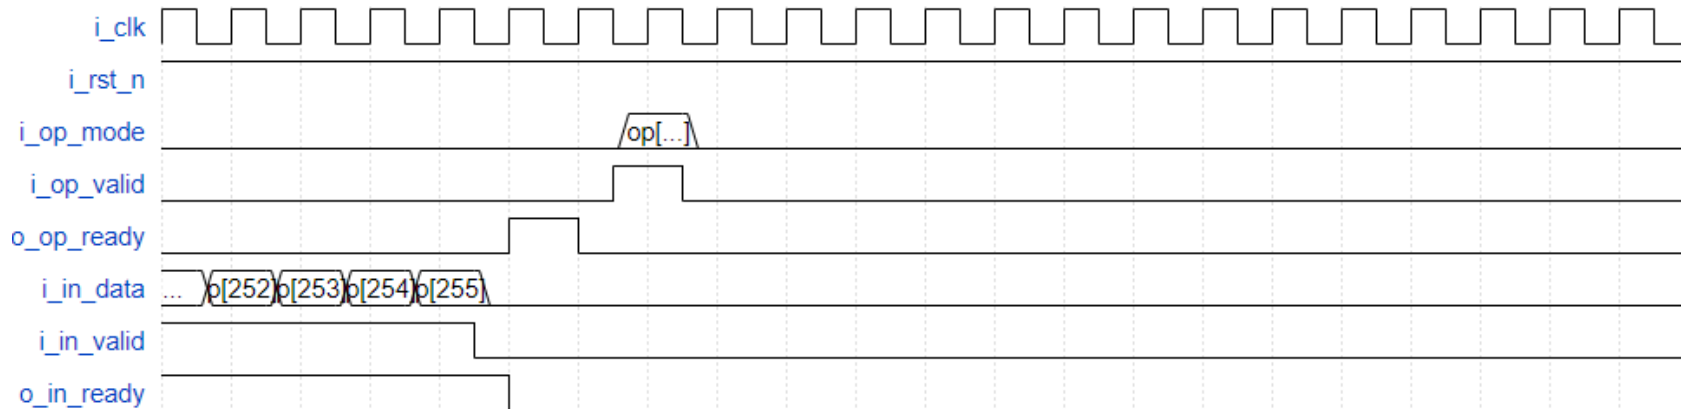 i_clk
i_rst_n
i_op_mode op[...]
i_op_valid
o_op_ready
i_in_data ... p[252] p[253] p[254] p[255]
i_in_valid
o_in_ready